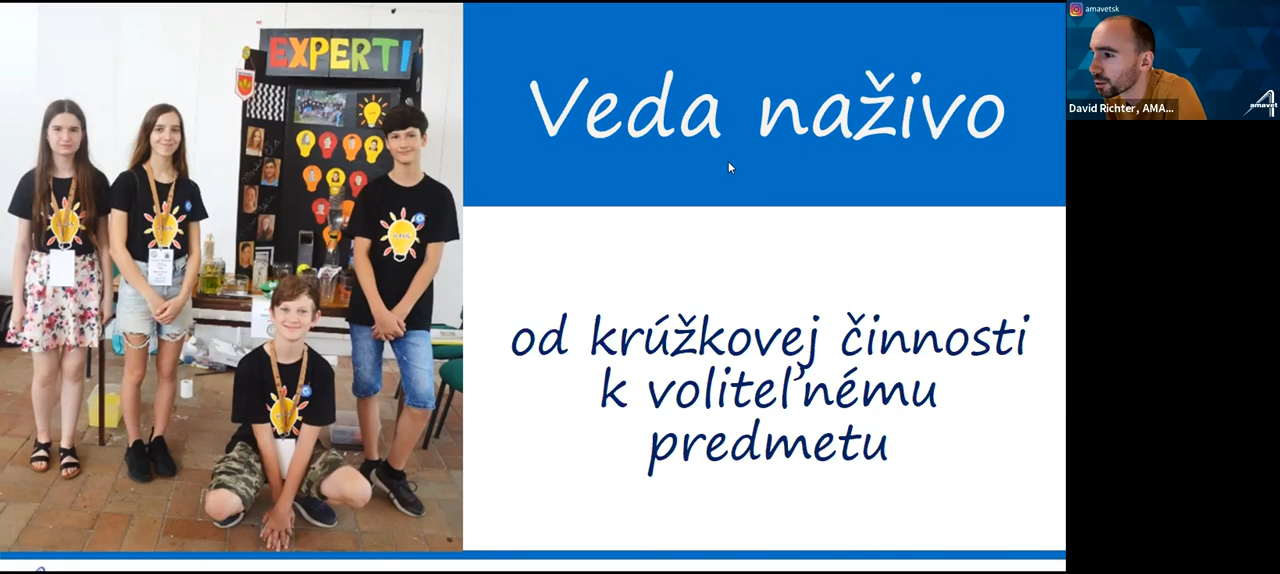 EXPERTI
Veda naživo
od krúžkovej činnosti
k voliteľnému
predmetu
amavetsk
David Richter, AMA...
amavet